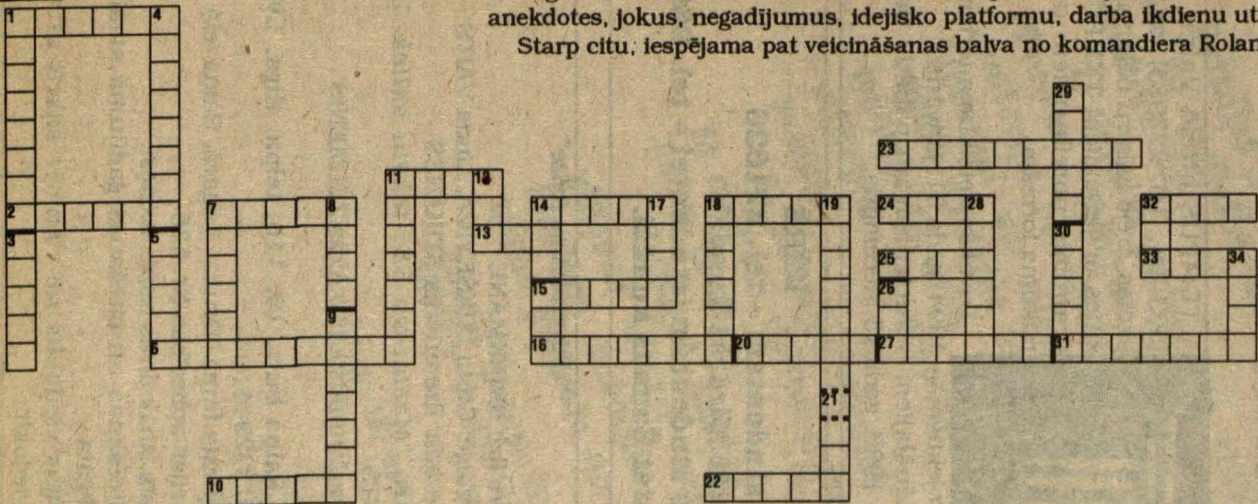 anekdotes, jokus, negadījumus, idejisko platformu, darba ikdienu ut
Starp citu, iespējama pat veicināšanas balva no komandiera Rolan
1 4
29
23
11 12
2 7 8 14 17 18 19 24 28 32
3 5 13 30
25 33 34
15 26
9
6 16 20 27 31
21
10 22